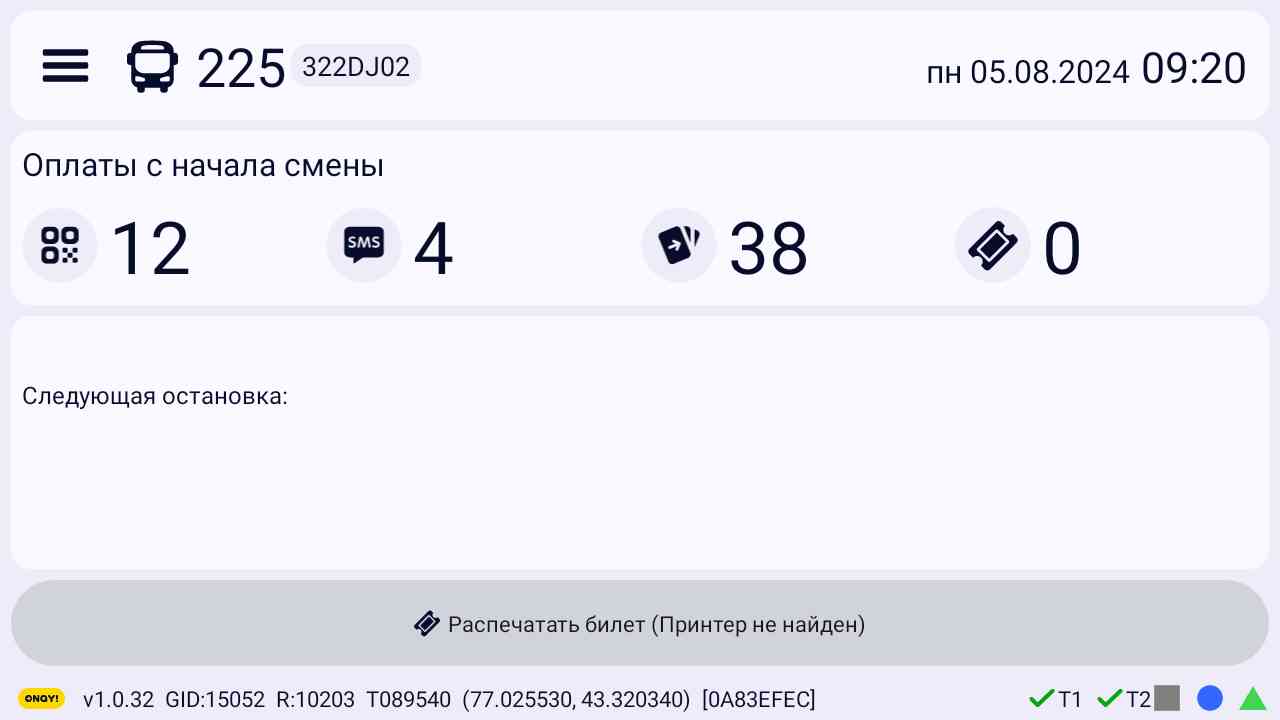 225 322DJ02 пн 05.08.2024 09:20
Оплаты с начала смены
12 SMS 4 38 0
Следующая остановка:
Распечатать билет (Принтер не найден)
ONAY! v1.0.32 GID:15052 R:10203 T089540 (77.025530, 43.320340) [0A83EFEC] T1 T2